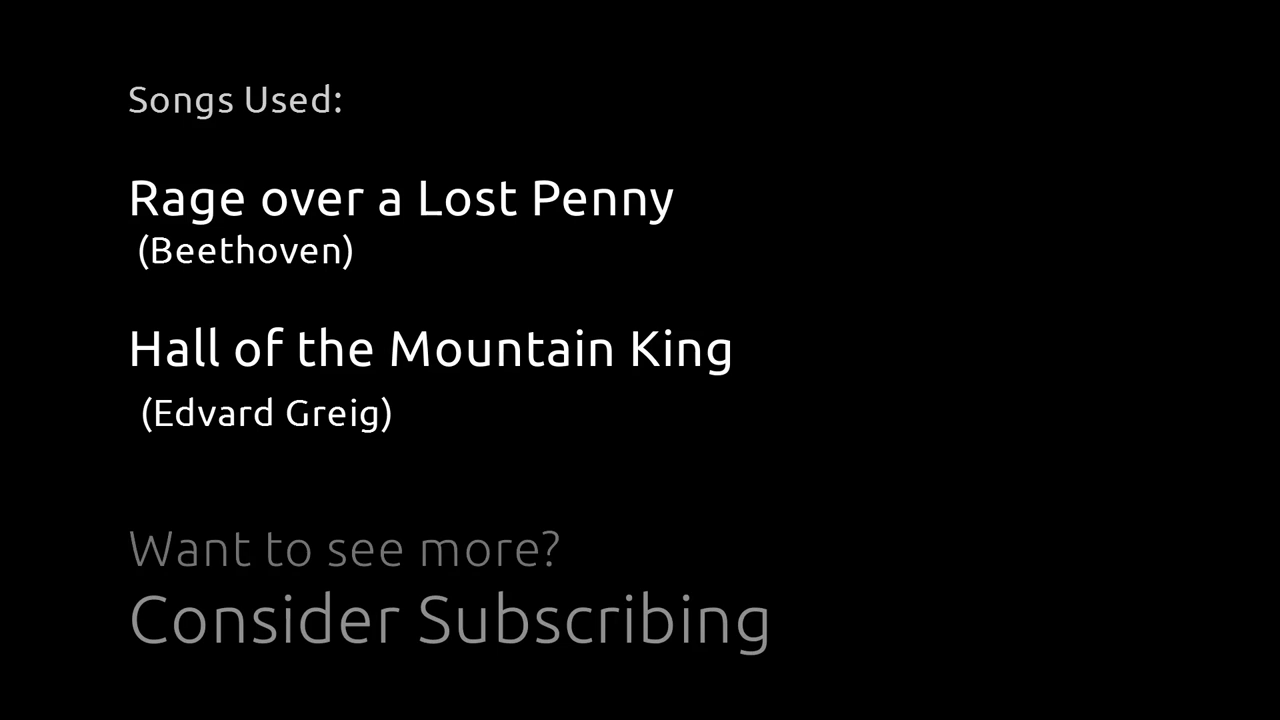 Songs Used:
Rage over a Lost Penny
(Beethoven)
Hall of the Mountain King
(Edvard Greig)
Want to see more?
Consider Subscribing